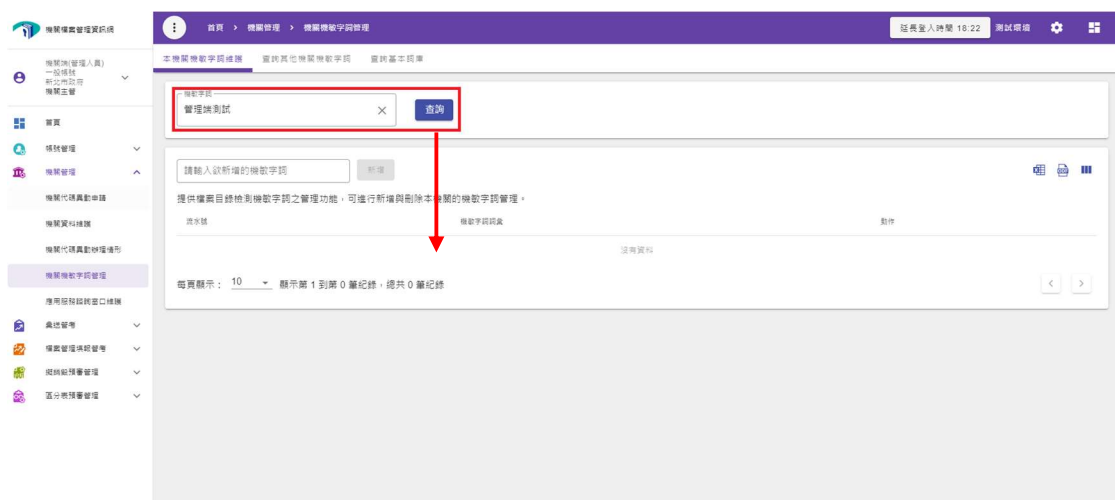 機關檔案管理資訊網
首頁 > 機關管理 > 機關機敏字詞管理
延長登入時間 18:22
測試環境
機關端(管理人員)
一般帳號
新北市政府
機關主管
首頁
帳號管理
機關管理
機關代碼異動申請
機關資料維護
機關代碼異動辦理情形
機關機敏字詞管理
應用服務諮詢窗口維護
彙送管考
檔案管理填報管考
擬銷毀預審管理
區分表預審管理
本機關機敏字詞維護 查詢其他機關機敏字詞 查詢基本詞庫
機敏字詞
管理端測試
查詢
請輸入欲新增的機敏字詞
新增
提供檔案目錄檢測機敏字詞之管理功能，可進行新增與刪除本機關的機敏字詞管理。
流水號 機敏字詞詞彙 動作
沒有資料
每頁顯示： 10 顯示第 1 到第 0 筆紀錄，總共 0 筆紀錄